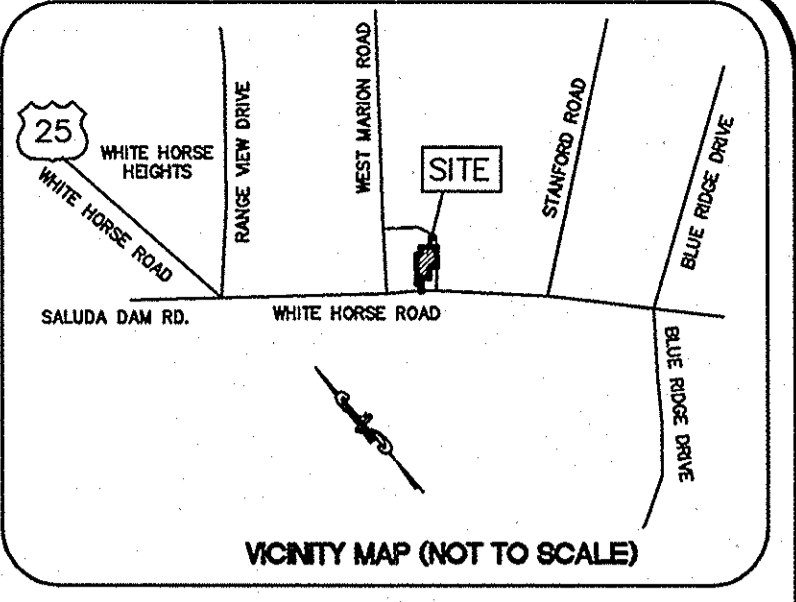 25
WHITE HORSE
HEIGHTS
WHITE HORSE ROAD
RANGE VIEW DRIVE
WEST MARION ROAD
SITE
STANFORD ROAD
BLUE RIDGE DRIVE
SALUDA DAM RD.
WHITE HORSE ROAD
BLUE RIDGE DRIVE
VICINITY MAP (NOT TO SCALE)